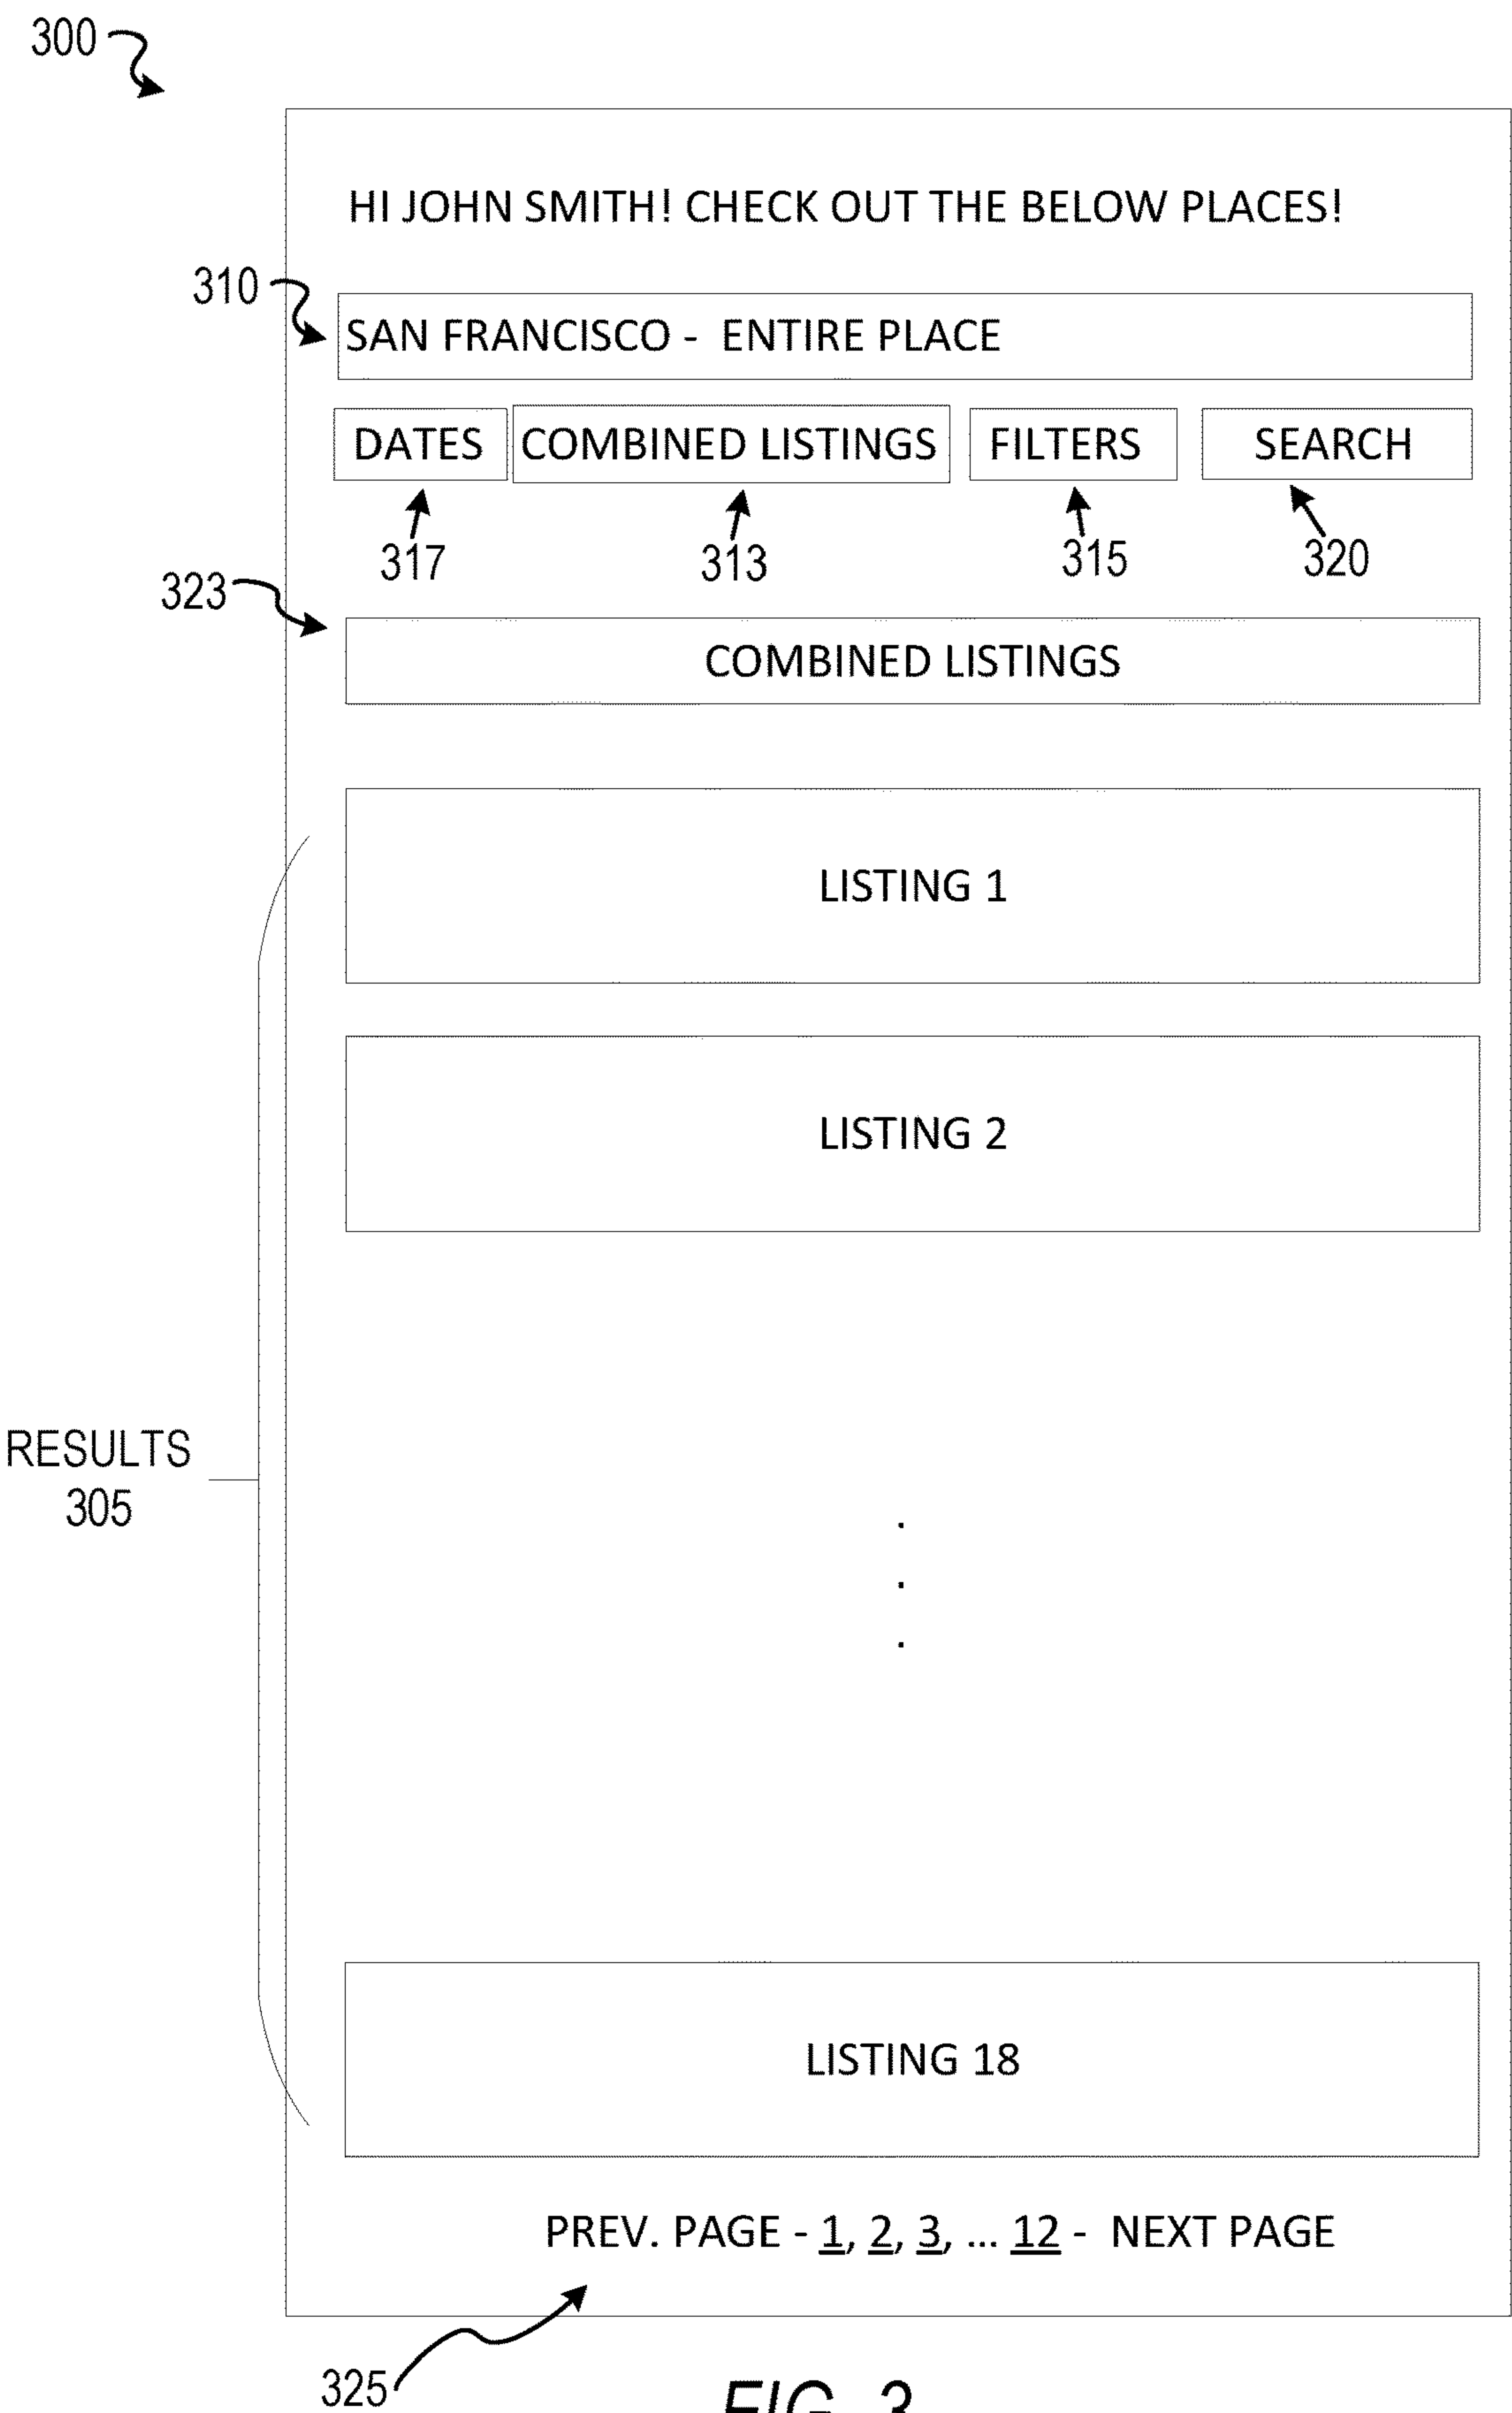 300
HI JOHN SMITH! CHECK OUT THE BELOW PLACES!
310
SAN FRANCISCO - ENTIRE PLACE
DATES COMBINED LISTINGS FILTERS SEARCH
317 313 315 320
323
COMBINED LISTINGS
LISTING 1
LISTING 2
RESULTS
305
.
.
.
LISTING 18
PREV. PAGE - 1, 2, 3, ... 12 - NEXT PAGE
325
FIG. 3